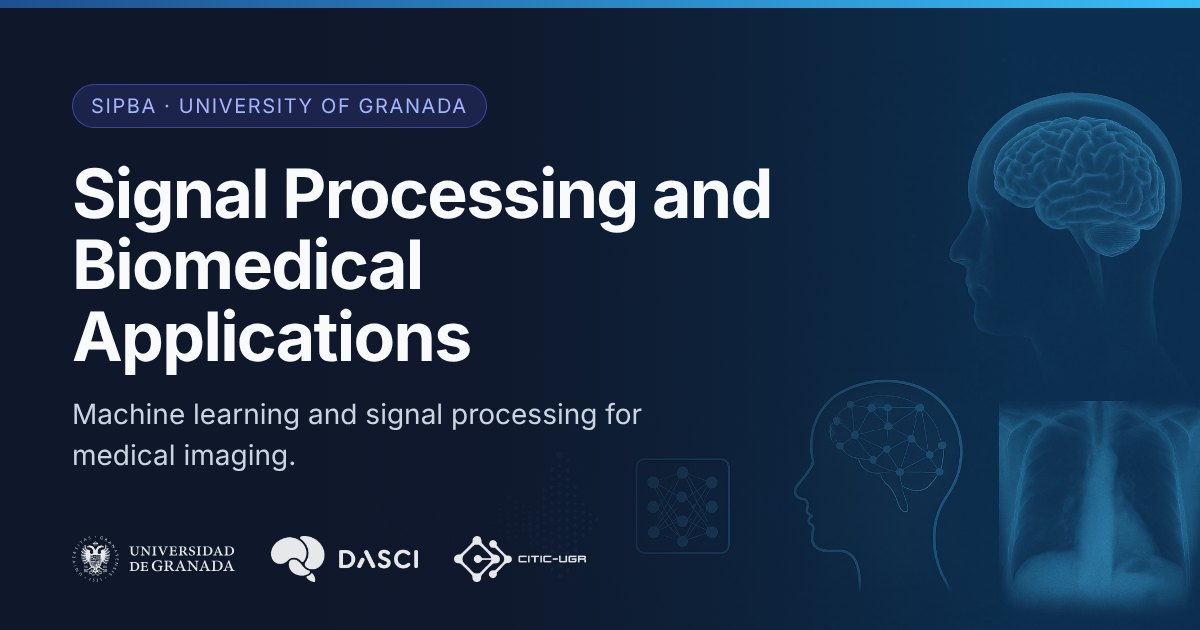 SIPBA · UNIVERSITY OF GRANADA
Signal Processing and
Biomedical
Applications
Machine learning and signal processing for
medical imaging.
UNIVERSIDAD
DE GRANADA
DASCI
CITIC-UGR